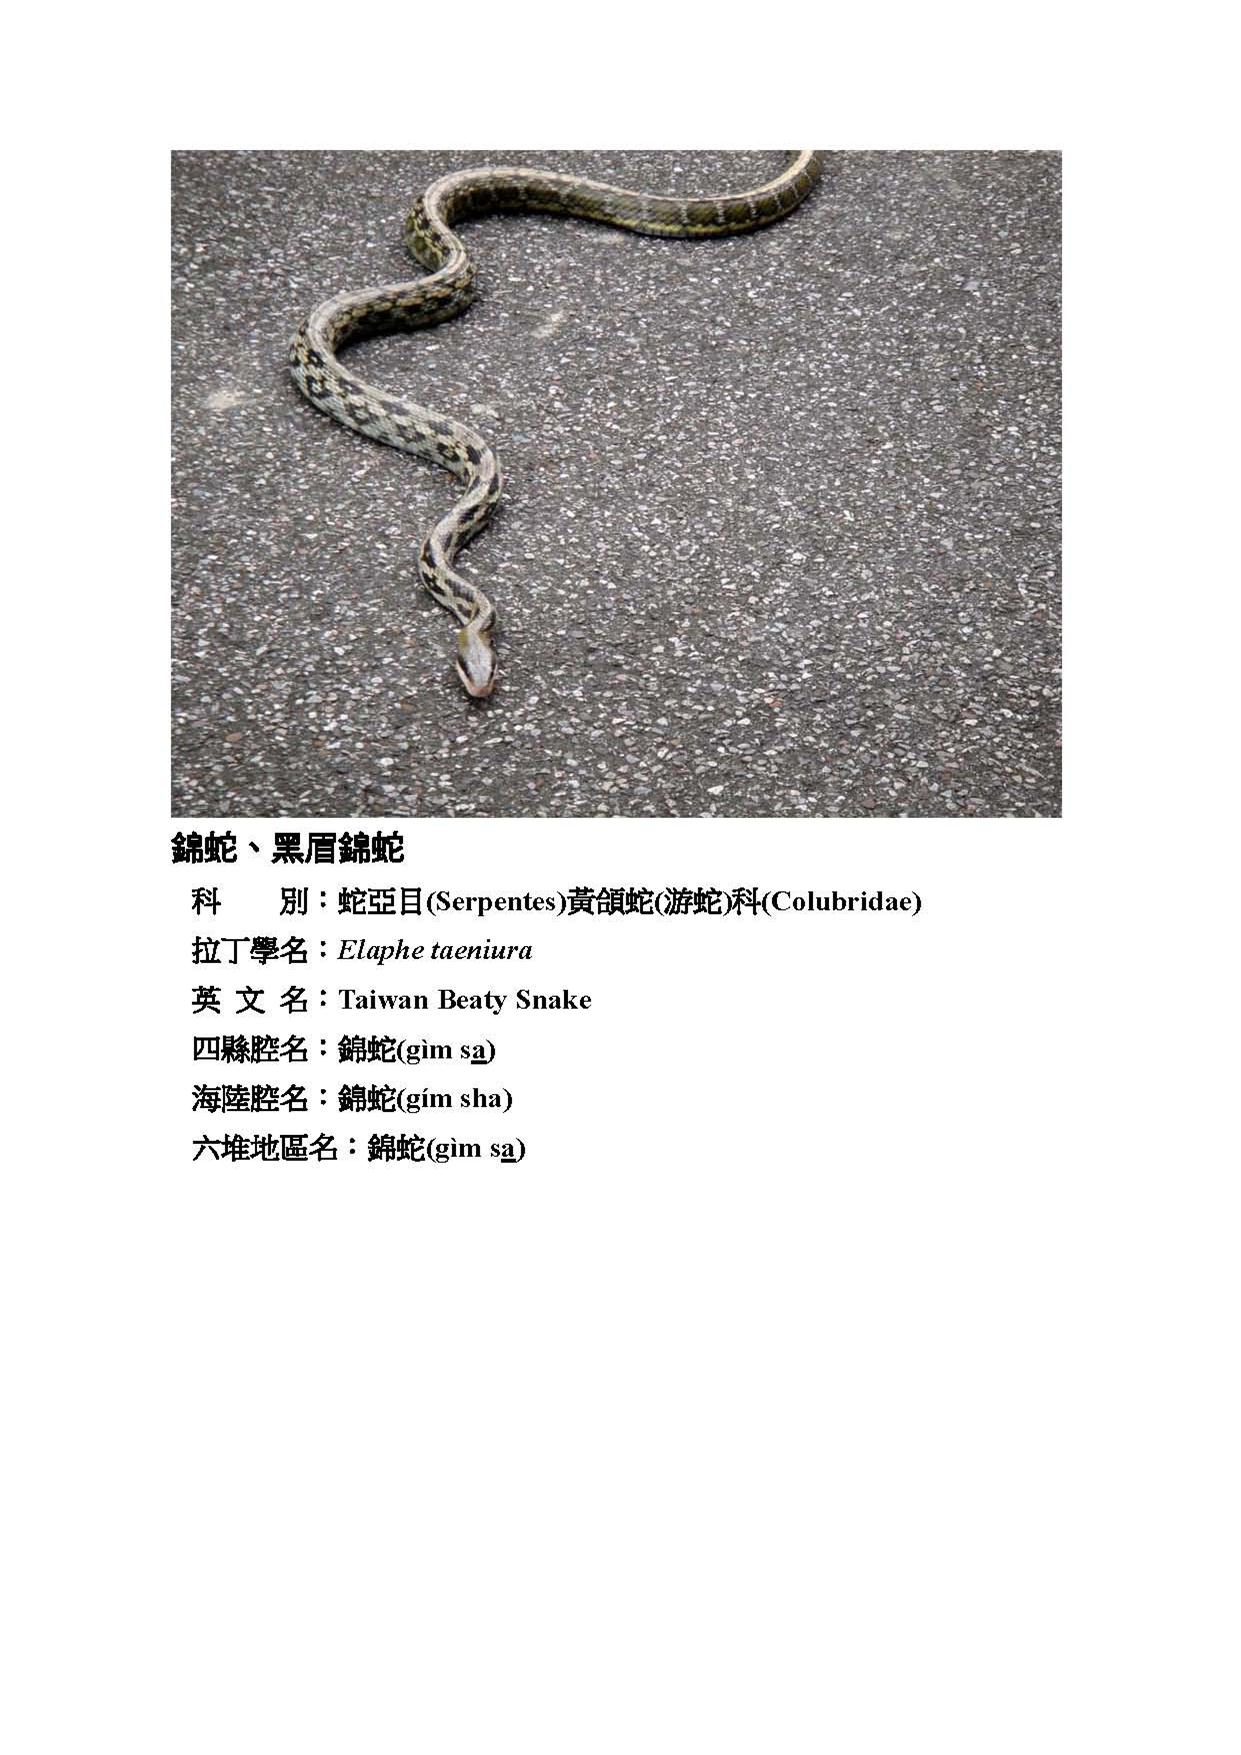 錦蛇、黑眉錦蛇
科　　別：蛇亞目(Serpentes)黃頷蛇(游蛇)科(Colubridae)
拉丁學名：Elaphe taeniura
英 文 名：Taiwan Beaty Snake
四縣腔名：錦蛇(gìm sa)
海陸腔名：錦蛇(gím sha)
六堆地區名：錦蛇(gìm sa)